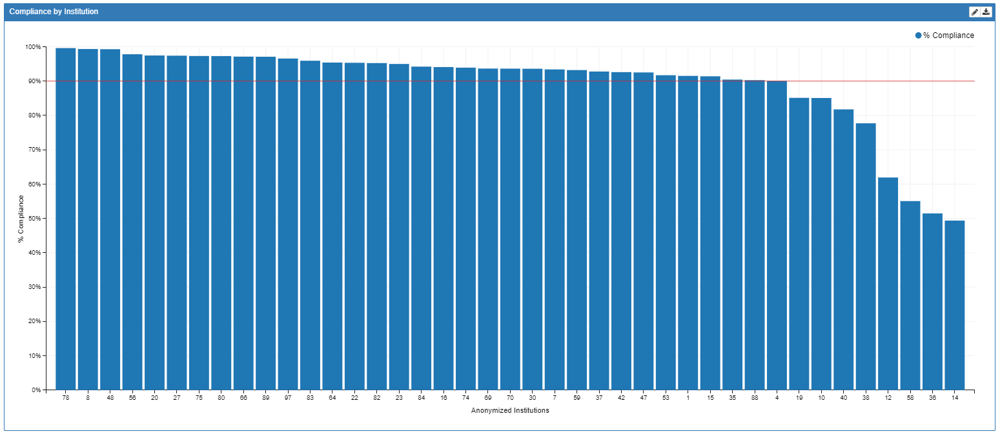 Compliance by Institution
% Compliance
100%
90%
80%
70%
60%
50%
40%
30%
20%
10%
0%
% Compliance
78 8 48 56 20 27 75 80 66 89 97 83 64 22 82 23 84 16 74 69 70 30 7 59 37 42 47 53 1 15 35 88 4 19 10 40 38 12 58 36 14
Anonymized Institutions